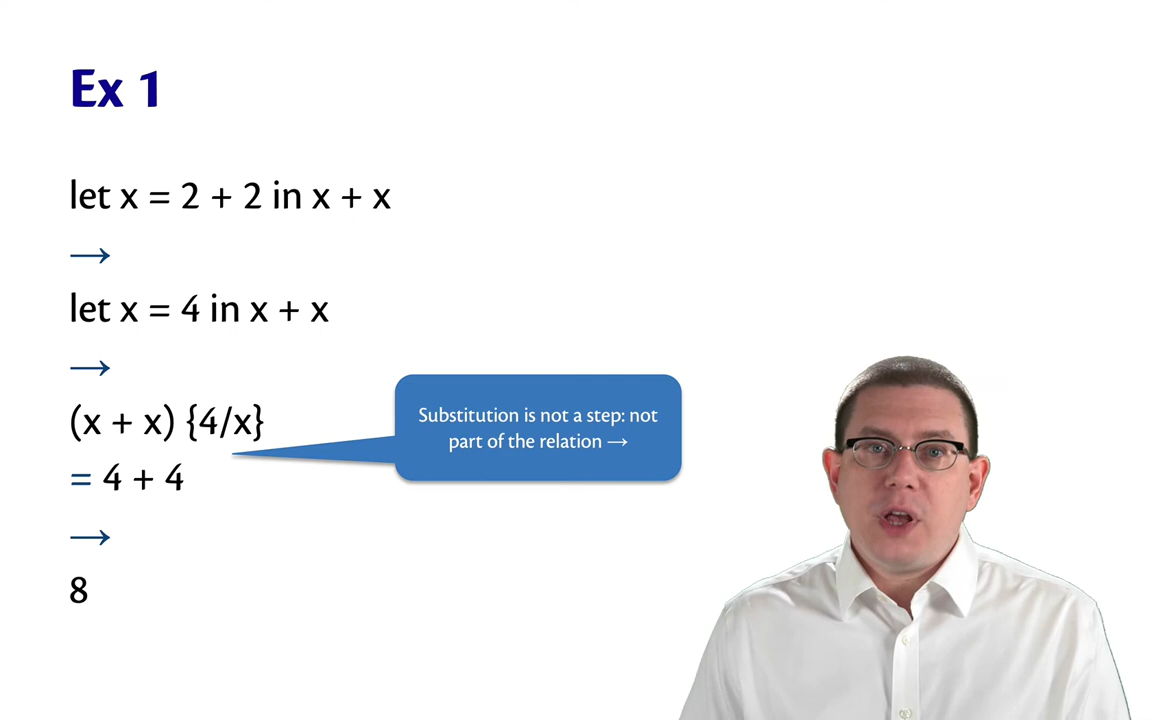 Ex 1
let x = 2 + 2 in x + x
→
let x = 4 in x + x
→
(x + x) {4/x}
= 4 + 4
→
8
Substitution is not a step: not
part of the relation →